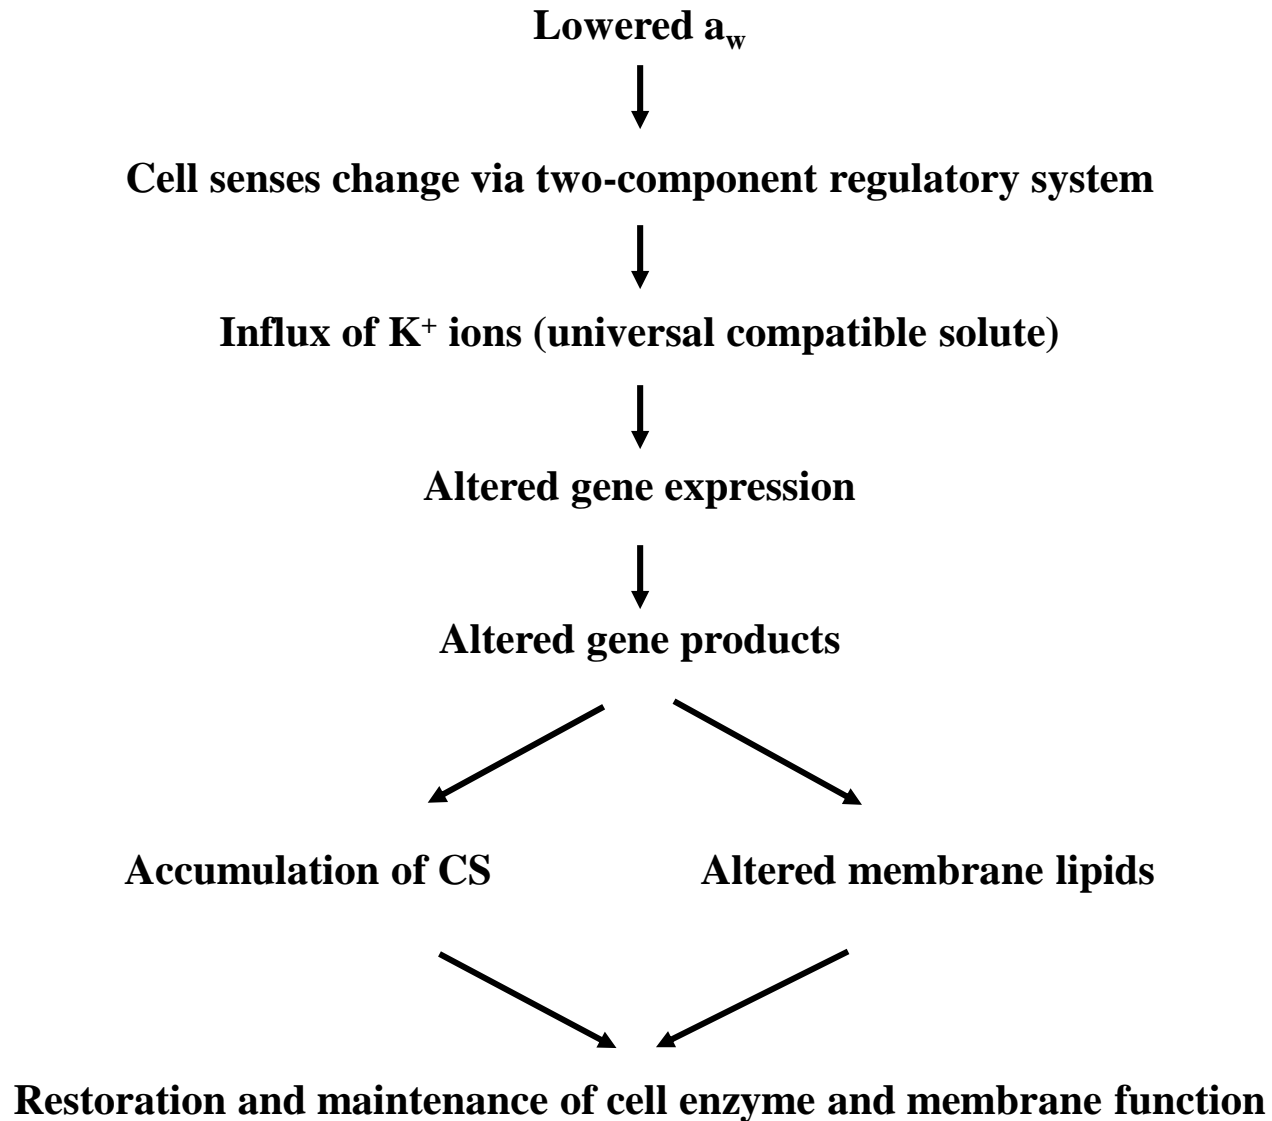 Lowered aw
Cell senses change via two-component regulatory system
Influx of K+ ions (universal compatible solute)
Altered gene expression
Altered gene products
Accumulation of CS
Altered membrane lipids
Restoration and maintenance of cell enzyme and membrane function